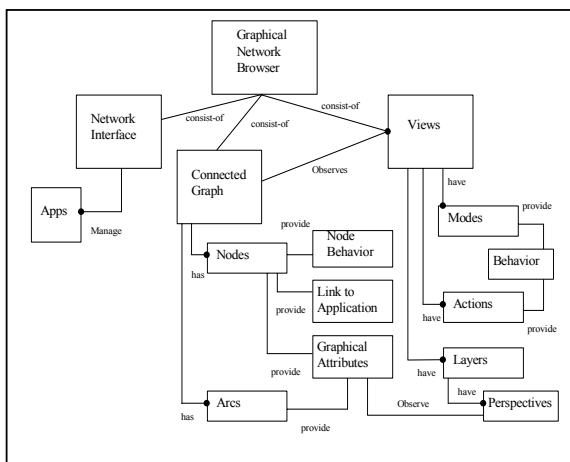 Graphical
Network
Browser
Network
Interface
consist-of
consist-of
consist-of
Views
Connected
Graph
Observes
have
provide
Apps
Manage
Modes
provide
Node
Behavior
Behavior
has
Nodes
Link to
Application
provide
Actions
have
provide
Graphical
Attributes
provide
Layers
have
have
Arcs
has
provide
Observe
Perspectives